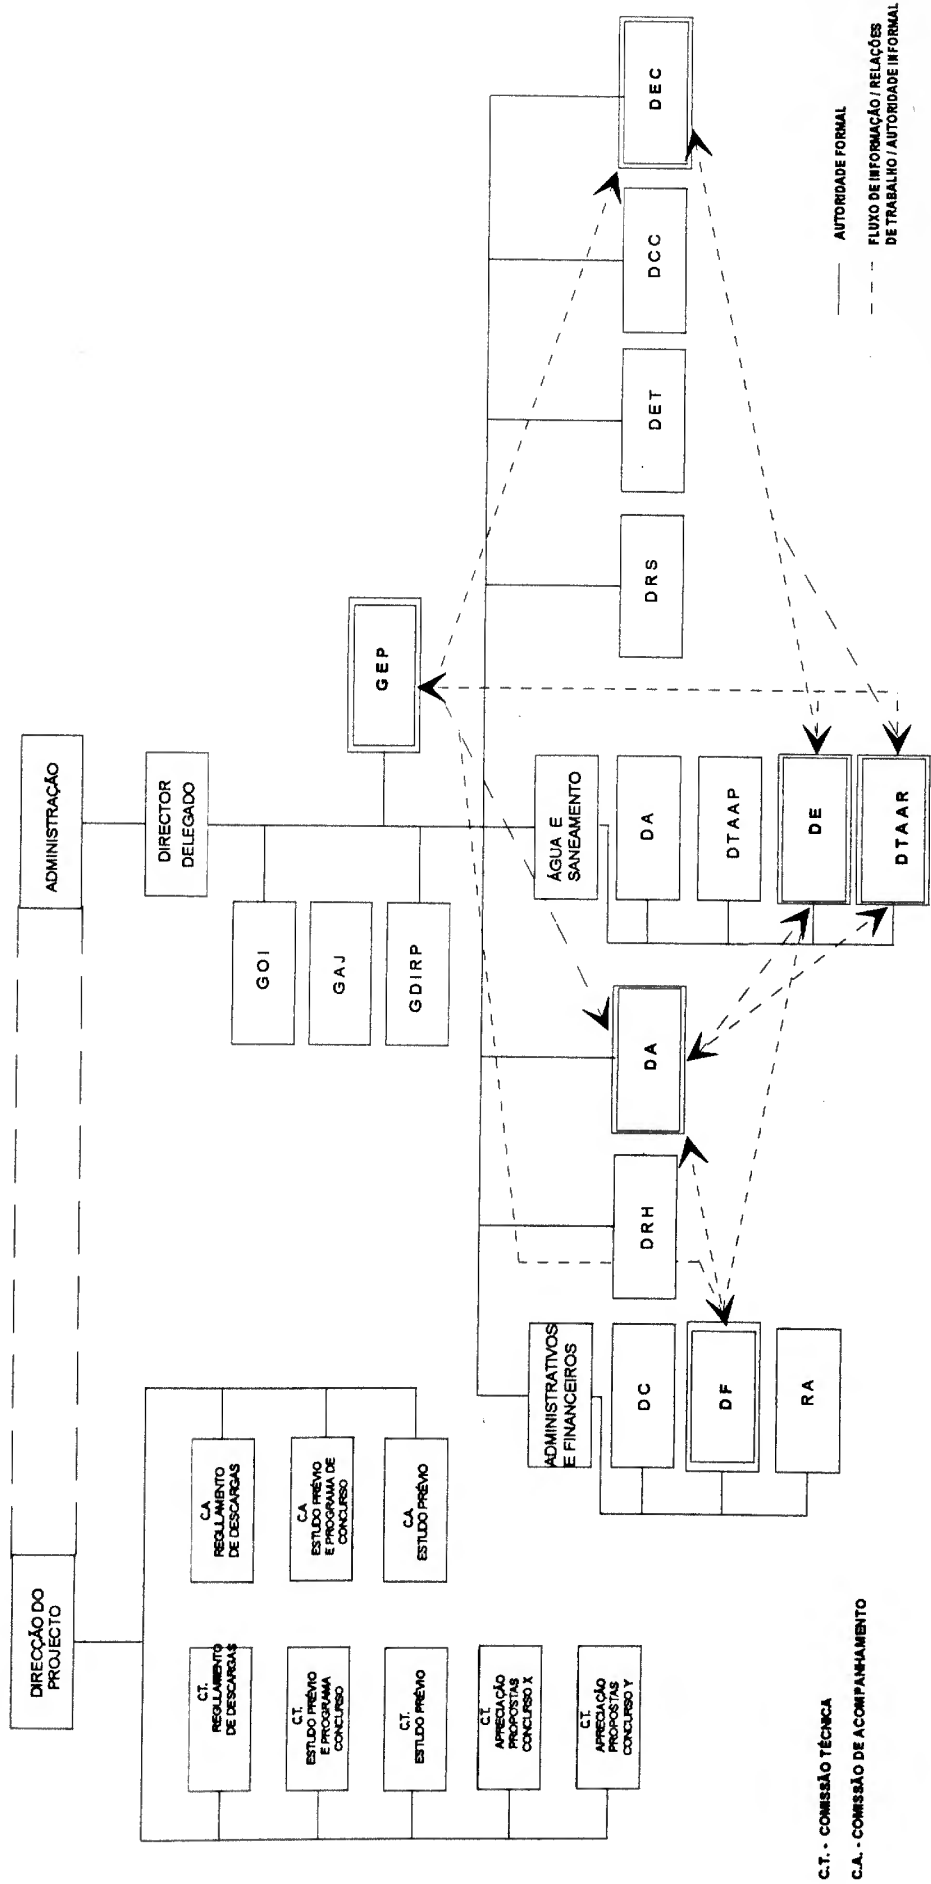 DIRECÇÃO DO
PROJECTO
ADMINISTRAÇÃO
DIRECTOR
DELEGADO
C.T.
REGULAMENTO
DE DESCARGAS
C.T.
ESTUDO PRÉVIO
E PROGRAMA
CONCURSO
C.T.
ESTUDO PRÉVIO
C.T.
APRECIAÇÃO
PROPOSTAS
CONCURSO X
C.T.
APRECIAÇÃO
PROPOSTAS
CONCURSO Y
C.A
REGULAMENTO
DE DESCARGAS
C.A
ESTUDO PRÉVIO
E PROGRAMA DE
CONCURSO
C.A.
ESTUDO PRÉVIO
GOI
GAJ
GDIRP
GEP
ADMINISTRATIVOS
E FINANCEIROS
DC
DF
RA
DRH
DA
ÁGUA E
SANEAMENTO
DA
DTAAP
DE
DTAAR
DRS
DET
DCC
DEC
C.T. - COMISSÃO TÉCNICA
C.A. - COMISSÃO DE ACOMPANHAMENTO
AUTORIDADE FORMAL
FLUXO DE INFORMAÇÃO / RELAÇÕES
DE TRABALHO / AUTORIDADE INFORMAL